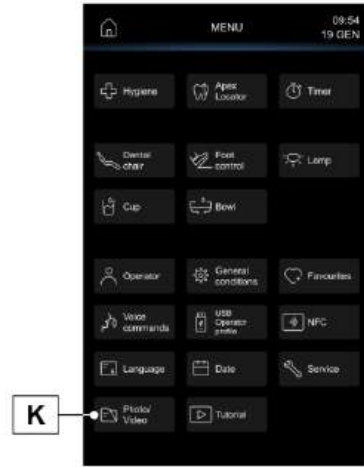 MENU
09:54
19 GEN
Hygiene
Apex
Locator
Timer
Dental
chair
Foot
control
Lamp
Cup
Bowl
Operator
General
conditions
Favourites
Voice
commands
USB
Operator
profile
NFC
Language
Date
Service
K
Photo/
Video
Tutorial